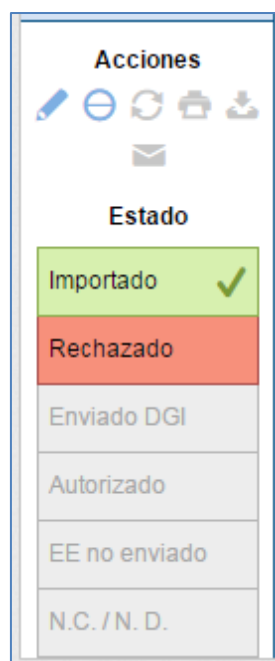 Acciones
Estado
Importado
Rechazado
Enviado DGI
Autorizado
EE no enviado
N.C. / N. D.